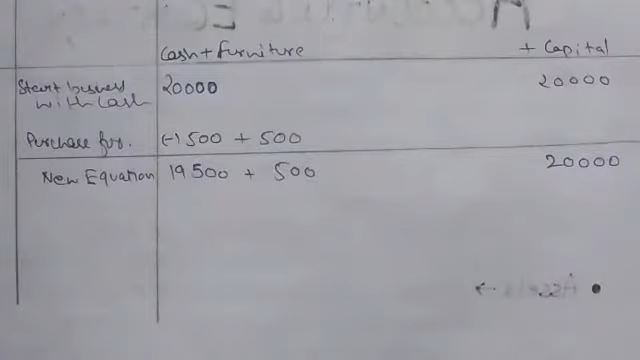 Cash + furniture + Capital
Start business 20000 20000
with Cash
Purchase fur. (-) 500 + 500
New Equation 19500 + 500 20000